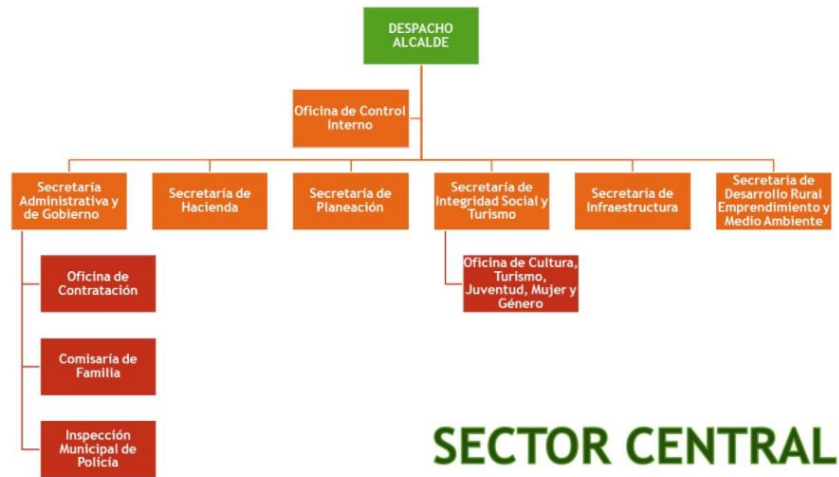 DESPACHO
ALCALDE
Oficina de Control
Interno
Secretaría
Administrativa y
de Gobierno
Secretaría de
Hacienda
Secretaría de
Planeación
Secretaría de
Integridad Social y
Turismo
Secretaría de
Infraestructura
Secretaría de
Desarrollo Rural
Emprendimiento y
Medio Ambiente
Oficina de
Contratación
Oficina de Cultura,
Turismo,
Juventud, Mujer y
Género
Comisaría de
Familia
Inspección
Municipal de
Policía
SECTOR CENTRAL